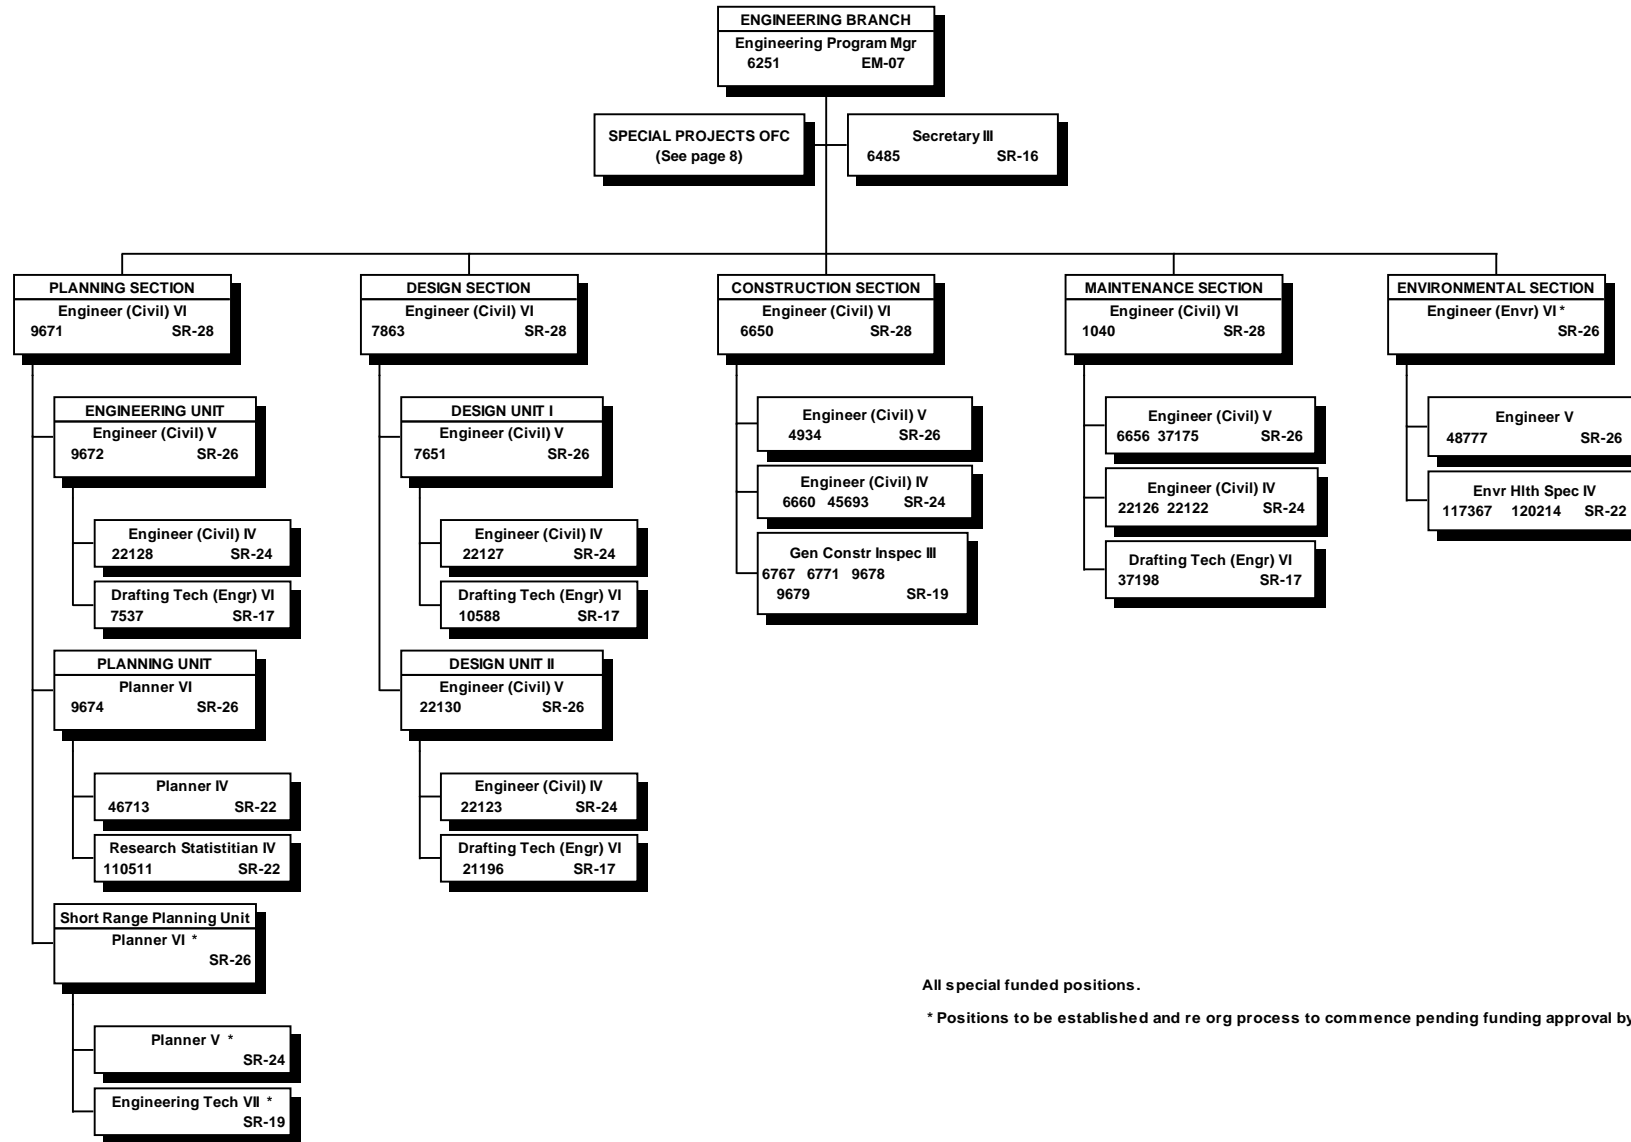 ENGINEERING BRANCH
Engineering Program Mgr
6251 EM-07
SPECIAL PROJECTS OFC
(See page 8)
Secretary III
6485 SR-16
PLANNING SECTION
Engineer (Civil) VI
9671 SR-28
ENGINEERING UNIT
Engineer (Civil) V
9672 SR-26
Engineer (Civil) IV
22128 SR-24
Drafting Tech (Engr) VI
7537 SR-17
PLANNING UNIT
Planner VI
9674 SR-26
Planner IV
46713 SR-22
Research Statistitian IV
110511 SR-22
Short Range Planning Unit
Planner VI *
SR-26
Planner V *
SR-24
Engineering Tech VII *
SR-19
DESIGN SECTION
Engineer (Civil) VI
7863 SR-28
DESIGN UNIT I
Engineer (Civil) V
7651 SR-26
Engineer (Civil) IV
22127 SR-24
Drafting Tech (Engr) VI
10588 SR-17
DESIGN UNIT II
Engineer (Civil) V
22130 SR-26
Engineer (Civil) IV
22123 SR-24
Drafting Tech (Engr) VI
21196 SR-17
CONSTRUCTION SECTION
Engineer (Civil) VI
6650 SR-28
Engineer (Civil) V
4934 SR-26
Engineer (Civil) IV
6660 45693 SR-24
Gen Constr Inspec III
6767 6771 9678
9679 SR-19
MAINTENANCE SECTION
Engineer (Civil) VI
1040 SR-28
Engineer (Civil) V
6656 37175 SR-26
Engineer (Civil) IV
22126 22122 SR-24
Drafting Tech (Engr) VI
37198 SR-17
ENVIRONMENTAL SECTION
Engineer (Envr) VI *
SR-26
Engineer V
48777 SR-26
Envr Hlth Spec IV
117367 120214 SR-22
All special funded positions.
* Positions to be established and re org process to commence pending funding approval by